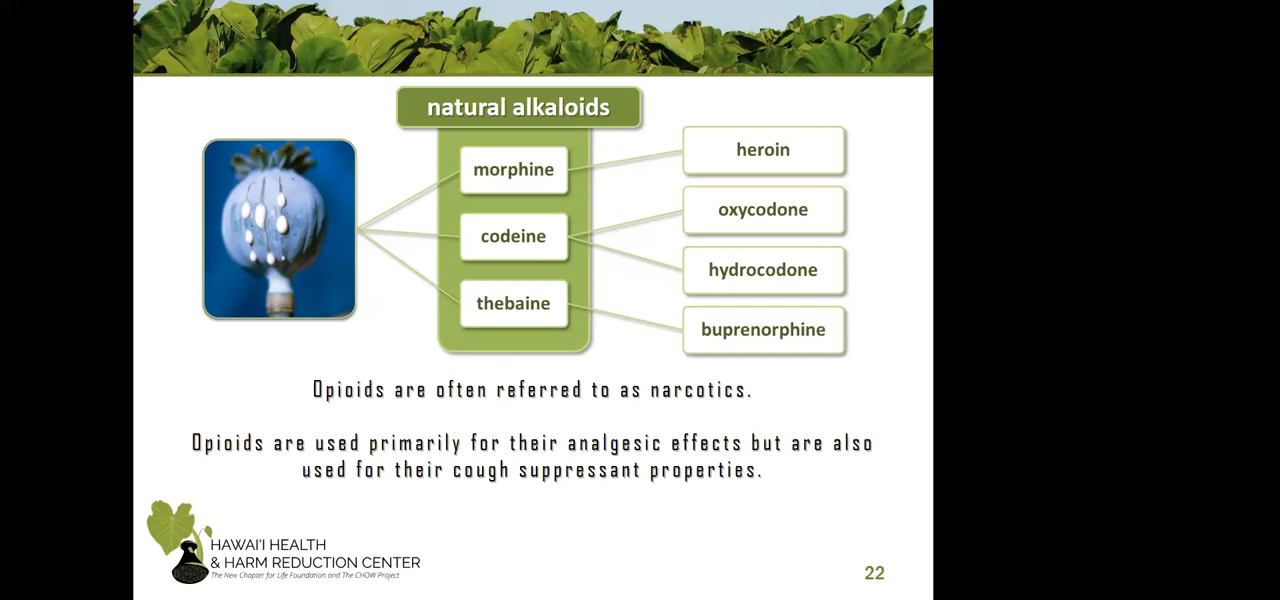 natural alkaloids
morphine
codeine
thebaine
heroin
oxycodone
hydrocodone
buprenorphine
Opioids are often referred to as narcotics.
Opioids are used primarily for their analgesic effects but are also
used for their cough suppressant properties.
HAWAI'I HEALTH
& HARM REDUCTION CENTER
The New Chapter for Life Foundation and The CHOW Project
22